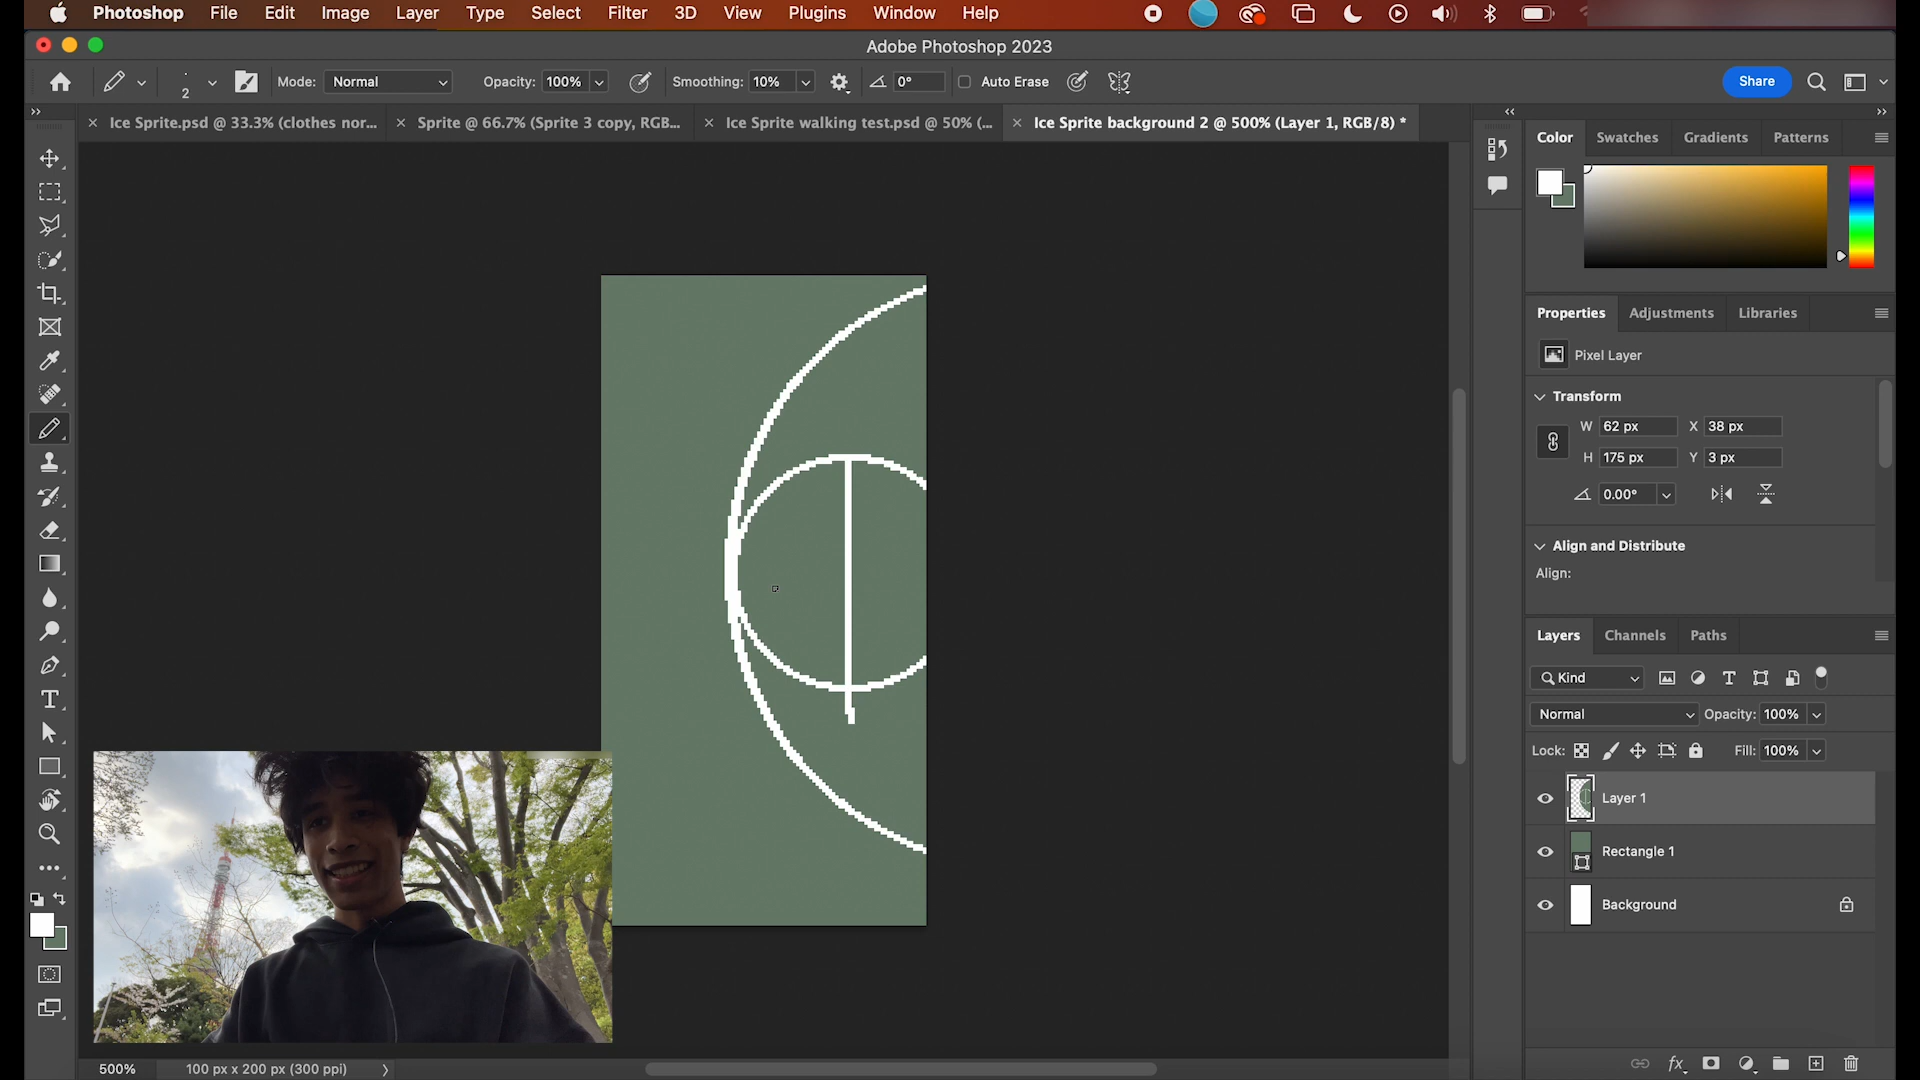 Photoshop File Edit Image Layer Type Select Filter 3D View Plugins Window Help
Adobe Photoshop 2023
2 Mode: Normal Opacity: 100% Smoothing: 10% 0° Auto Erase Share
Ice Sprite.psd @ 33.3% (clothes nor... Sprite @ 66.7% (Sprite 3 copy, RGB... Ice Sprite walking test.psd @ 50% (... Ice Sprite background 2 @ 500% (Layer 1, RGB/8) *
Color Swatches Gradients Patterns
Properties Adjustments Libraries
Pixel Layer
Transform
W 62 px X 38 px
H 175 px Y 3 px
0.00°
Align and Distribute
Align:
Layers Channels Paths
Kind
Normal Opacity: 100%
Lock: Fill: 100%
Layer 1
Rectangle 1
Background
500% 100 px x 200 px (300 ppi)